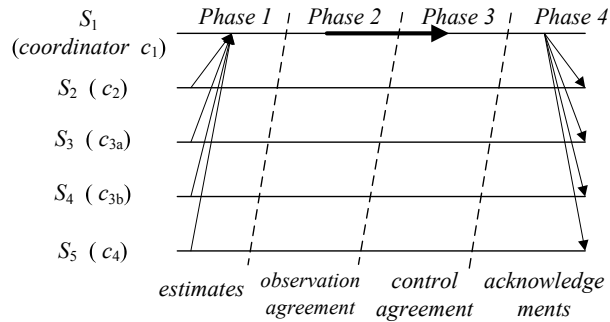 S₁ Phase 1 Phase 2 Phase 3 Phase 4
(coordinator c₁)
S₂ ( c₂)
S₃ ( c₃ₐ)
S₄ ( c₃b)
S₅ ( c₄)
estimates observation control acknowledge
agreement agreement ments